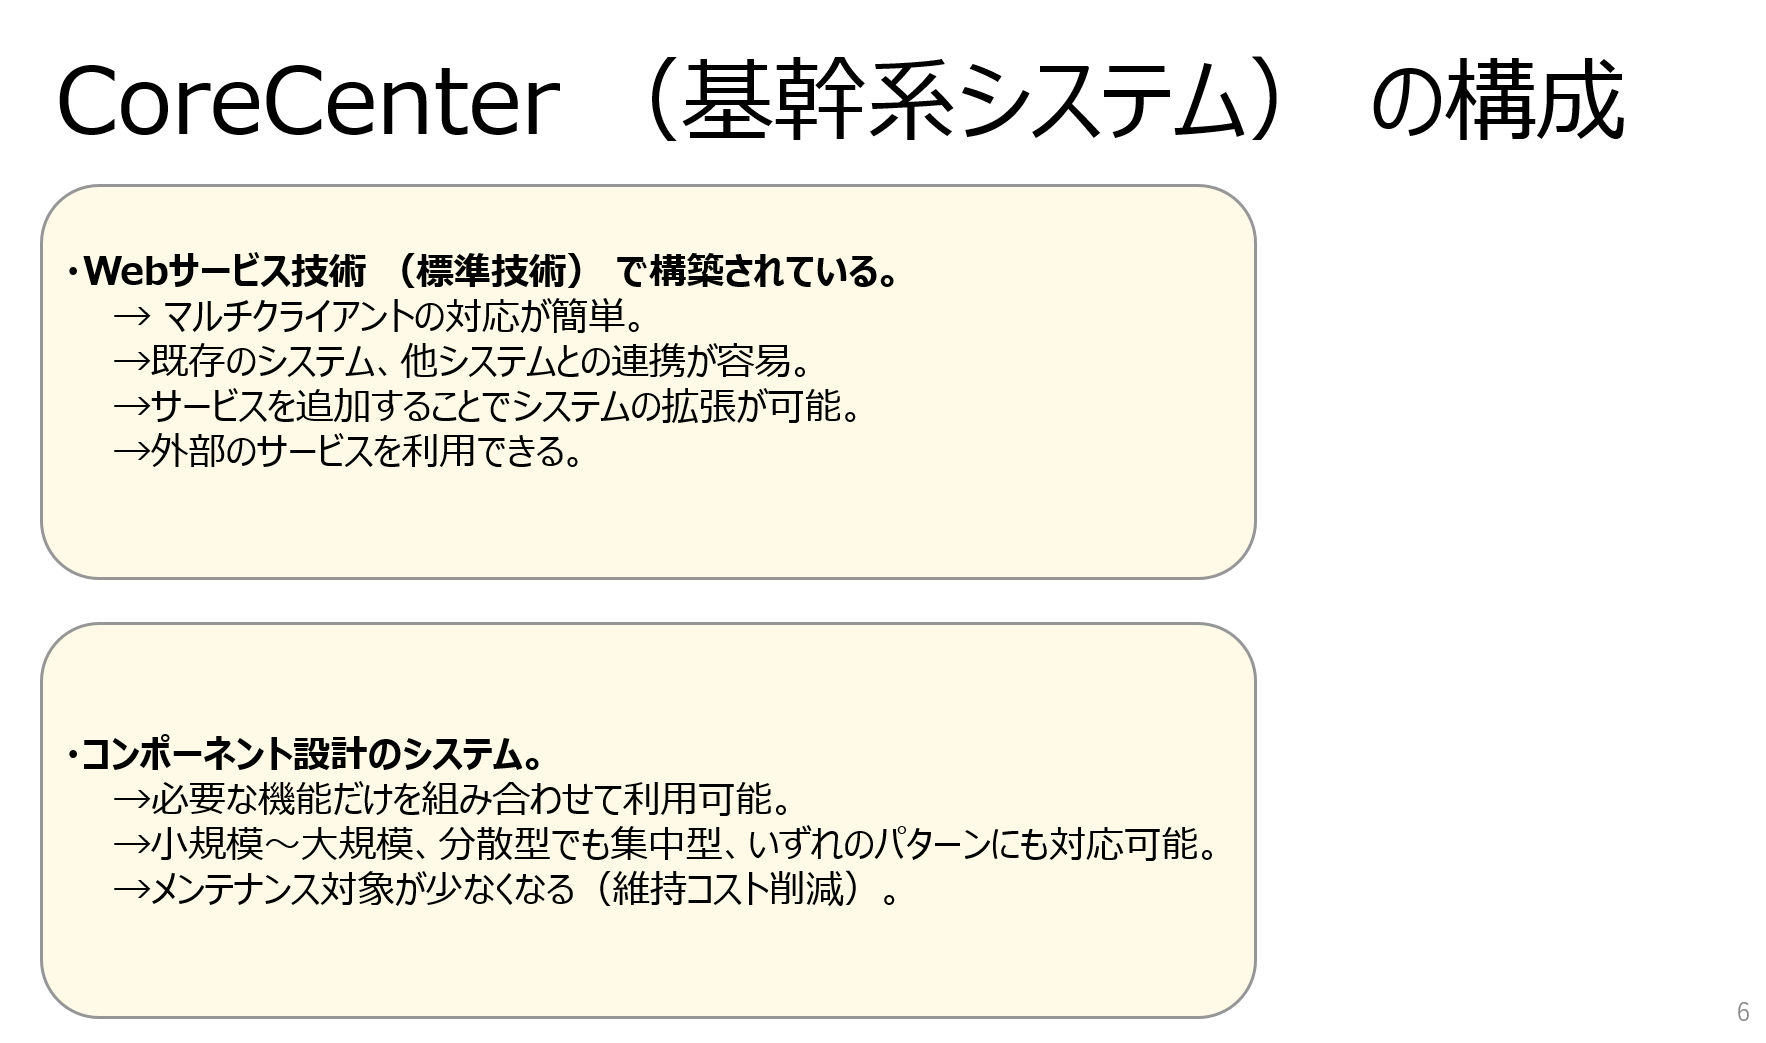 CoreCenter （基幹系システム） の構成
・Webサービス技術 （標準技術） で構築されている。
→ マルチクライアントの対応が簡単。
→既存のシステム、他システムとの連携が容易。
→サービスを追加することでシステムの拡張が可能。
→外部のサービスを利用できる。
・コンポーネント設計のシステム。
→必要な機能だけを組み合わせて利用可能。
→小規模～大規模、分散型でも集中型、いずれのパターンにも対応可能。
→メンテナンス対象が少なくなる（維持コスト削減）。
6